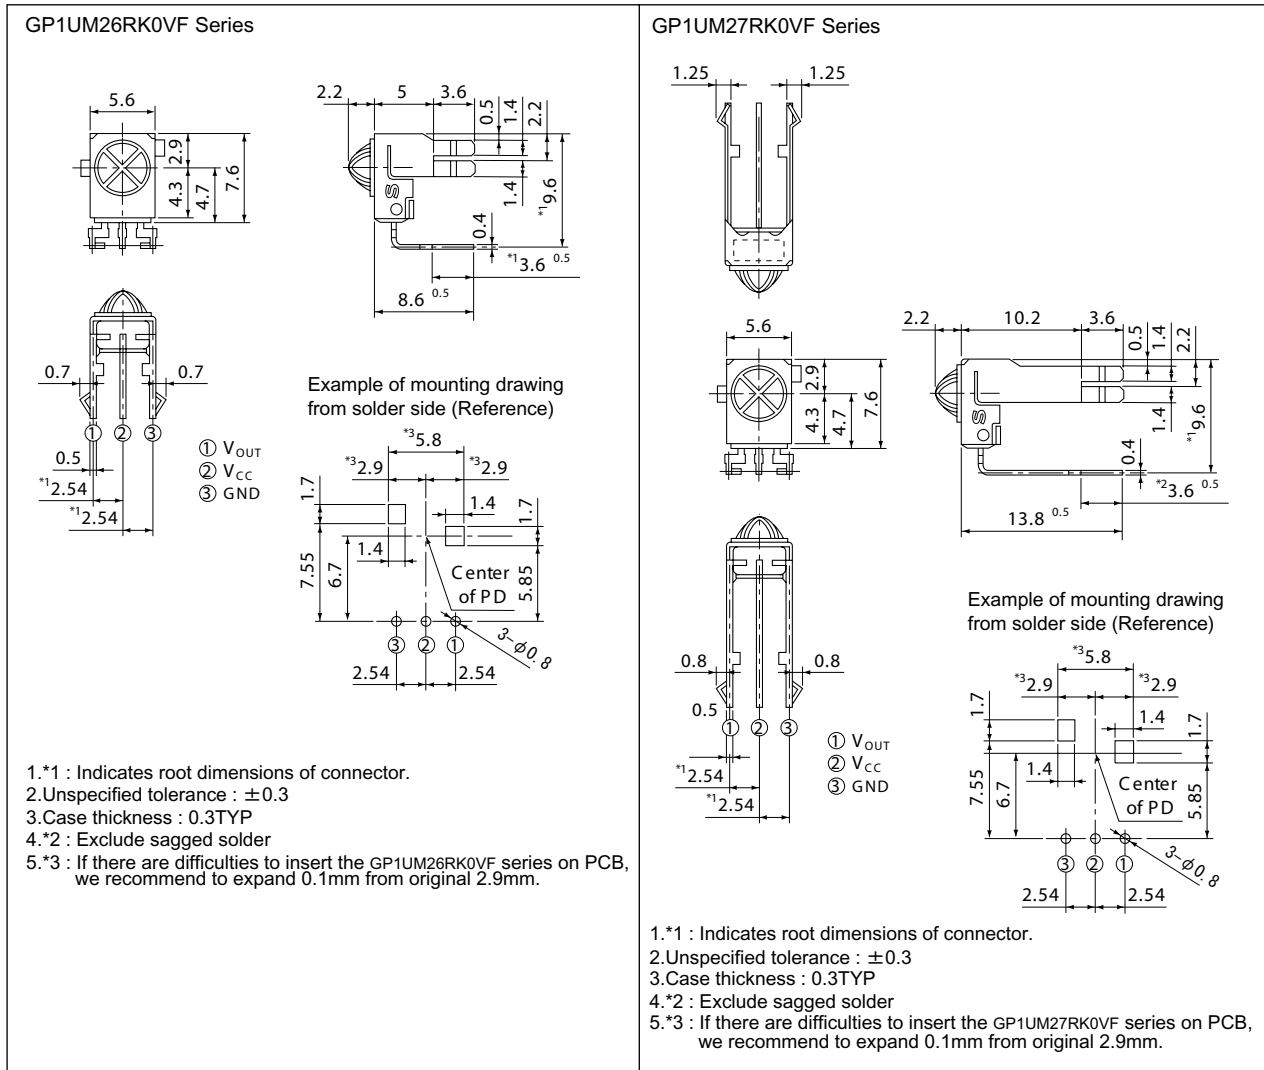 GP1UM26RK0VF Series
5.6
2.9
4.3
4.7
7.6
2.2
5
3.6
0.5
1.4
2.2
1.4
*19.6
0.4
*13.6 0.5
8.6 0.5
S
0.7
0.7
① ② ③
0.5
*12.54
*12.54
① VOUT
② VCC
③ GND
Example of mounting drawing
from solder side (Reference)
*35.8
*32.9
*32.9
1.7
1.4
1.7
1.4
7.55
6.7
5.85
Center
of PD
③ ② ①
3-φ0.8
2.54
2.54
1.*1 : Indicates root dimensions of connector.
2.Unspecified tolerance : ±0.3
3.Case thickness : 0.3TYP
4.*2 : Exclude sagged solder
5.*3 : If there are difficulties to insert the GP1UM26RK0VF series on PCB,
we recommend to expand 0.1mm from original 2.9mm.
GP1UM27RK0VF Series
1.25
1.25
5.6
2.9
4.3
4.7
7.6
2.2
10.2
3.6
0.5
1.4
2.2
1.4
*19.6
0.4
*23.6 0.5
13.8 0.5
S
0.8
0.8
0.5
① ② ③
*12.54
*12.54
① VOUT
② VCC
③ GND
Example of mounting drawing
from solder side (Reference)
*35.8
*32.9
*32.9
1.7
1.4
1.7
1.4
7.55
6.7
5.85
Center
of PD
③ ② ①
3-φ0.8
2.54
2.54
1.*1 : Indicates root dimensions of connector.
2.Unspecified tolerance : ±0.3
3.Case thickness : 0.3TYP
4.*2 : Exclude sagged solder
5.*3 : If there are difficulties to insert the GP1UM27RK0VF series on PCB,
we recommend to expand 0.1mm from original 2.9mm.